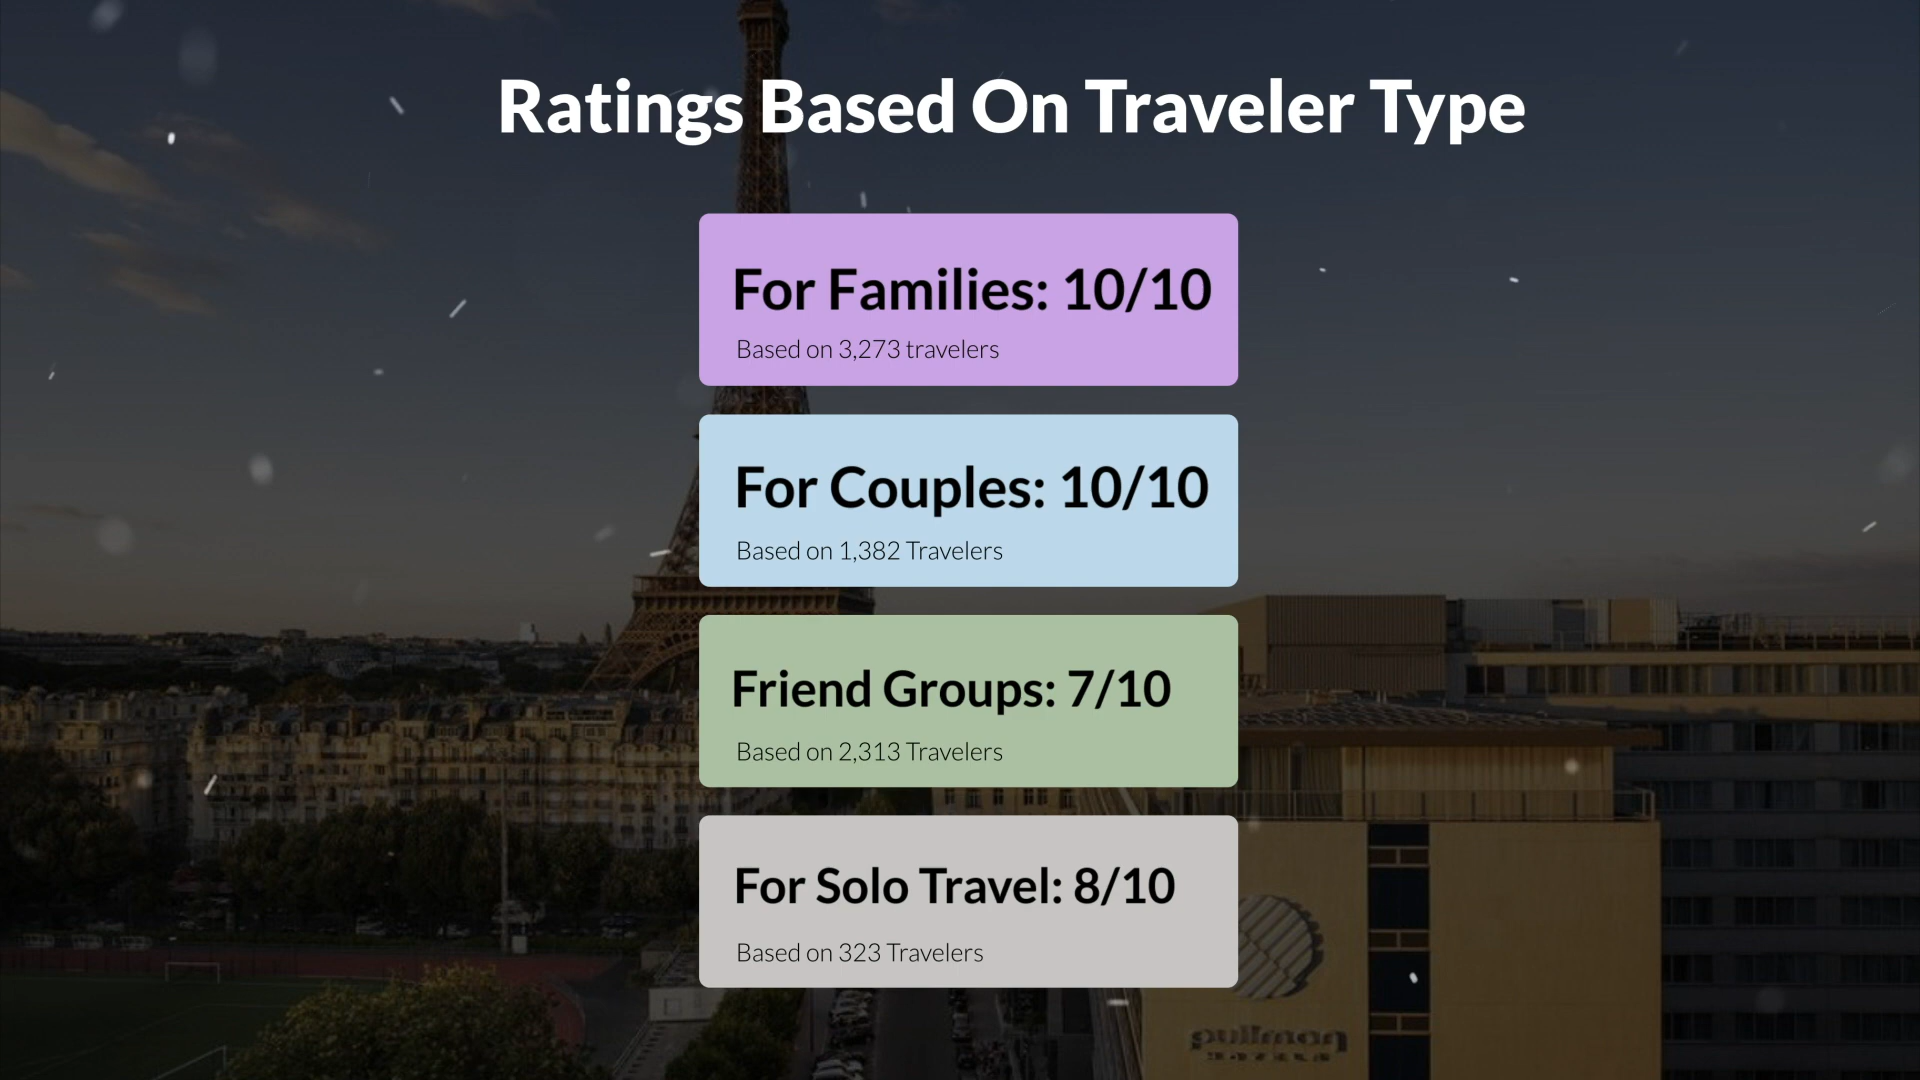 Ratings Based On Traveler Type
For Families: 10/10
Based on 3,273 travelers
For Couples: 10/10
Based on 1,382 Travelers
Friend Groups: 7/10
Based on 2,313 Travelers
For Solo Travel: 8/10
Based on 323 Travelers
pullman
HOTELS